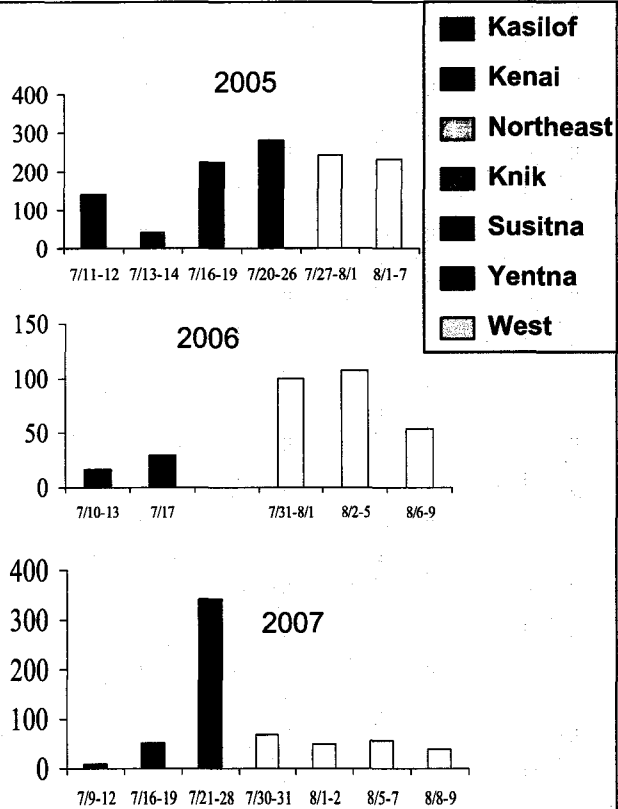 Kasilof
Kenai
Northeast
Knik
Susitna
Yentna
West
2005
400
300
200
100
0
7/11-12 7/13-14 7/16-19 7/20-26 7/27-8/1 8/1-7
2006
150
100
50
0
7/10-13 7/17 7/31-8/1 8/2-5 8/6-9
2007
400
300
200
100
0
7/9-12 7/16-19 7/21-28 7/30-31 8/1-2 8/5-7 8/8-9